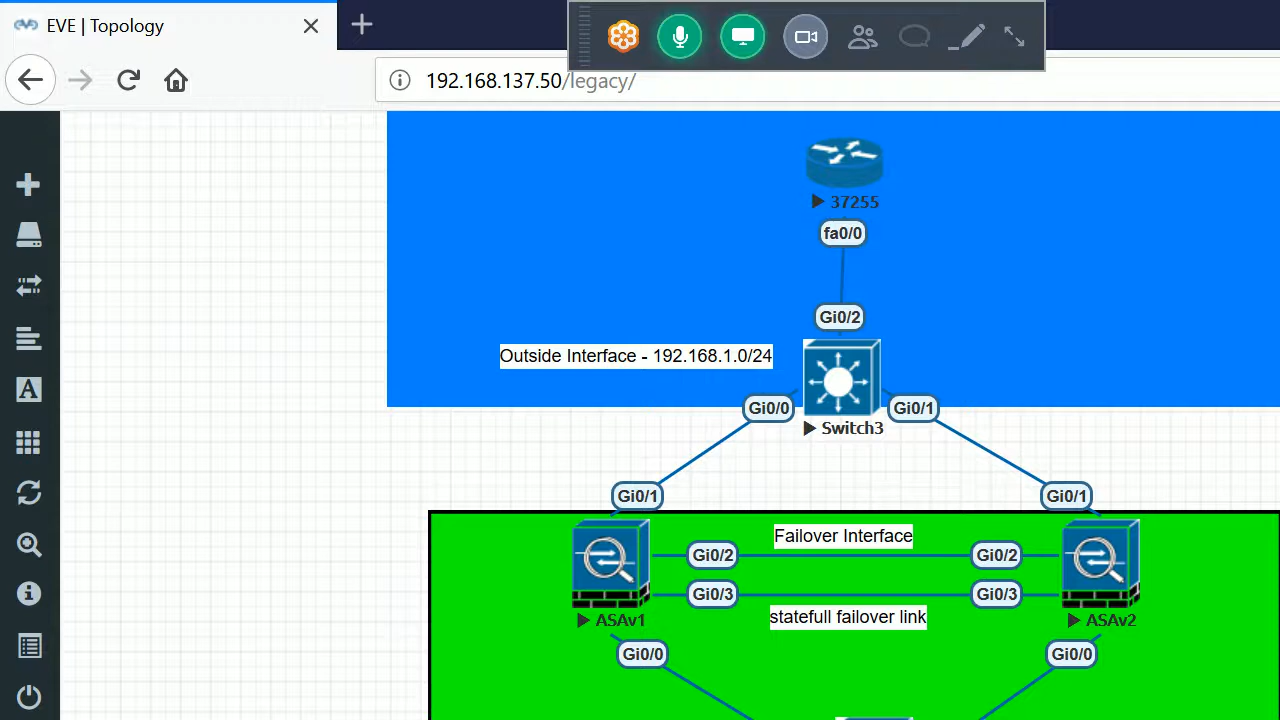 EVE | Topology
192.168.137.50/legacy/
37255
fa0/0
Gi0/2
Outside Interface - 192.168.1.0/24
Gi0/0
Gi0/1
Switch3
Gi0/1
Gi0/1
Failover Interface
Gi0/2
Gi0/2
Gi0/3
Gi0/3
statefull failover link
ASAv1
ASAv2
Gi0/0
Gi0/0
A